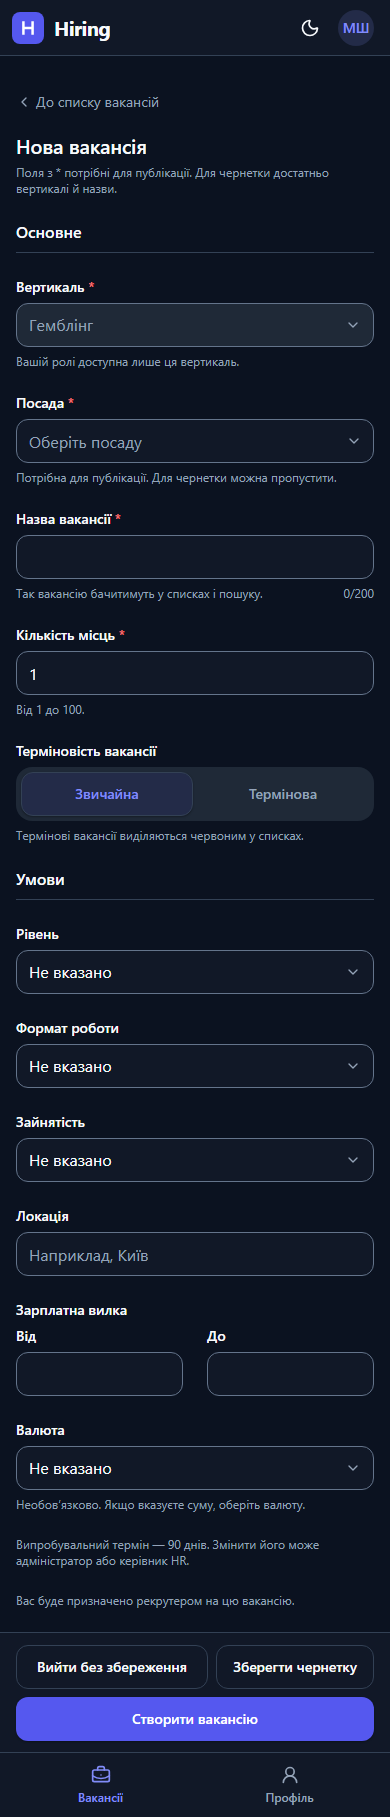 H Hiring МШ
До списку вакансій
Нова вакансія
Поля з * потрібні для публікації. Для чернетки достатньо
вертикалі й назви.
Основне
Вертикаль *
Гемблінг
Вашій ролі доступна лише ця вертикаль.
Посада *
Оберіть посаду
Потрібна для публікації. Для чернетки можна пропустити.
Назва вакансії *
Так вакансію бачитимуть у списках і пошуку. 0/200
Кількість місць *
1
Від 1 до 100.
Терміновість вакансії
Звичайна Термінова
Термінові вакансії виділяються червоним у списках.
Умови
Рівень
Не вказано
Формат роботи
Не вказано
Зайнятість
Не вказано
Локація
Наприклад, Київ
Зарплатна вилка
Від До
Валюта
Не вказано
Необов'язково. Якщо вказуєте суму, оберіть валюту.
Випробувальний термін — 90 днів. Змінити його може
адміністратор або керівник HR.
Вас буде призначено рекрутером на цю вакансію.
Вийти без збереження Зберегти чернетку
Створити вакансію
Вакансії Профіль